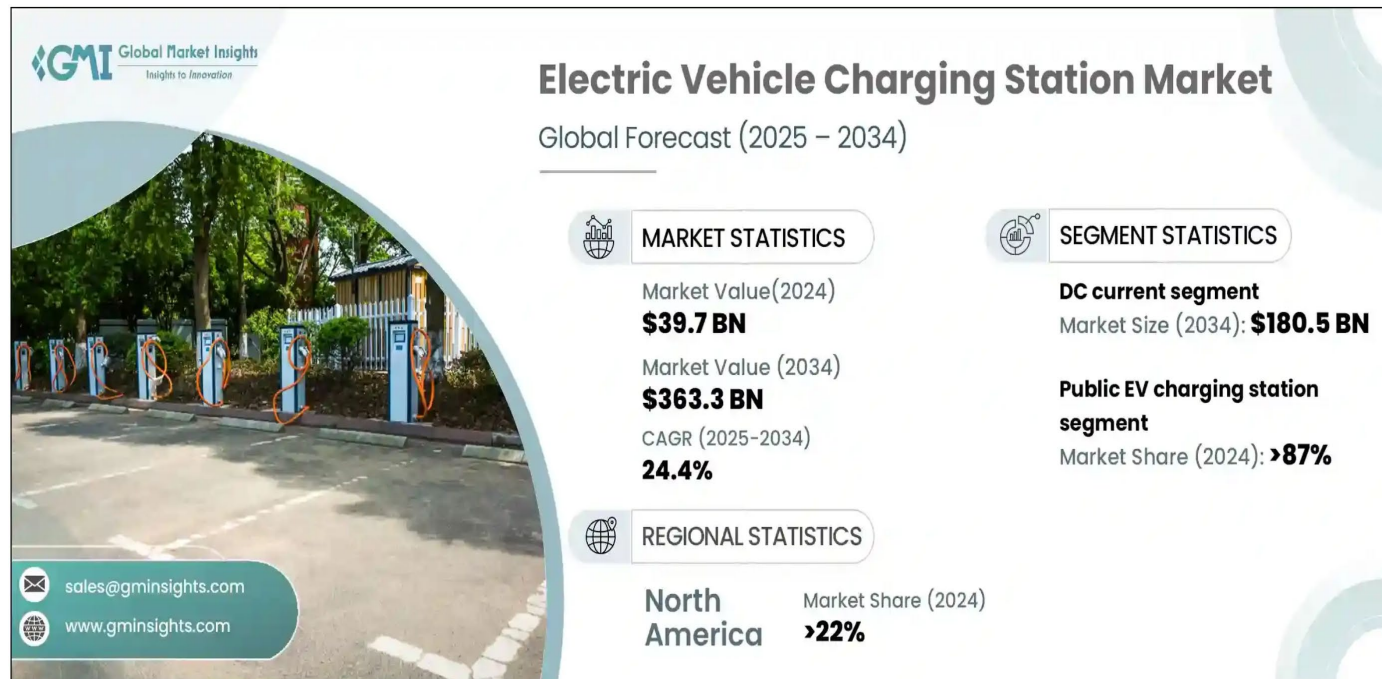 GMI Global Market Insights
Insights to Innovation
Electric Vehicle Charging Station Market
Global Forecast (2025 – 2034)
MARKET STATISTICS
Market Value(2024)
$39.7 BN
Market Value (2034)
$363.3 BN
CAGR (2025-2034)
24.4%
SEGMENT STATISTICS
DC current segment
Market Size (2034): $180.5 BN
Public EV charging station
segment
Market Share (2024): >87%
REGIONAL STATISTICS
North
America
Market Share (2024)
>22%
sales@gminsights.com
www.gminsights.com